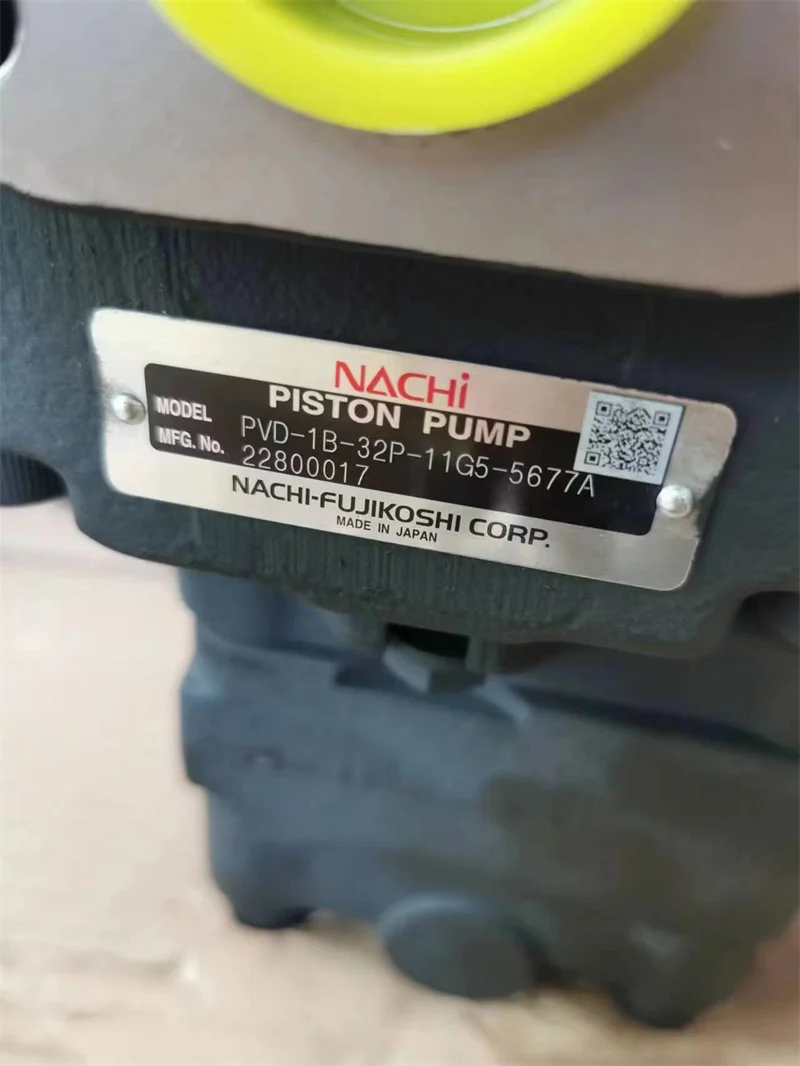 NACHi
PISTON PUMP
MODEL PVD-1B-32P-11G5-5677A
MFG. No. 22800017
NACHI-FUJIKOSHI CORP.
MADE IN JAPAN